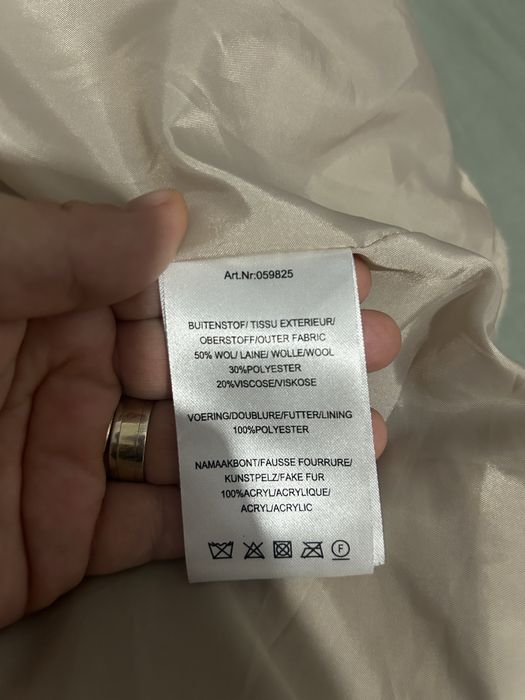 Art.Nr:059825
BUITENSTOF/ TISSU EXTERIEUR/
OBERSTOFF/OUTER FABRIC
50% WOL/ LAINE/ WOLLE/WOOL
30%POLYESTER
20%VISCOSE/VISKOSE
VOERING/DOUBLURE/FUTTER/LINING
100%POLYESTER
NAMAAKBONT/FAUSSE FOURRURE/
KUNSTPELZ/FAKE FUR
100%ACRYL/ACRYLIQUE/
ACRYL/ACRYLIC
F